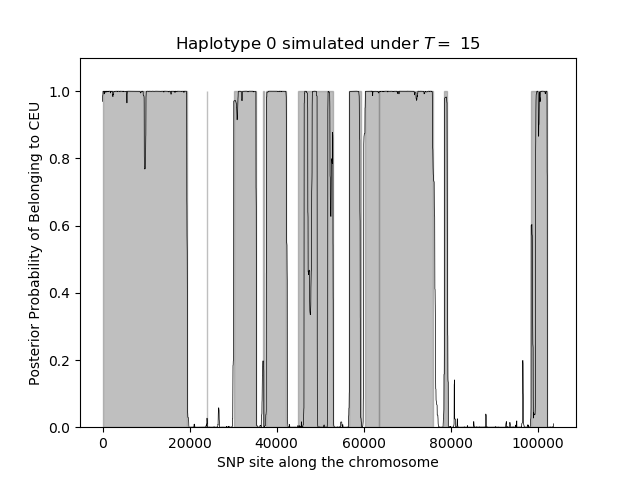 Haplotype 0 simulated under T = 15
Posterior Probability of Belonging to CEU
1.0
0.8
0.6
0.4
0.2
0.0
0 20000 40000 60000 80000 100000
SNP site along the chromosome